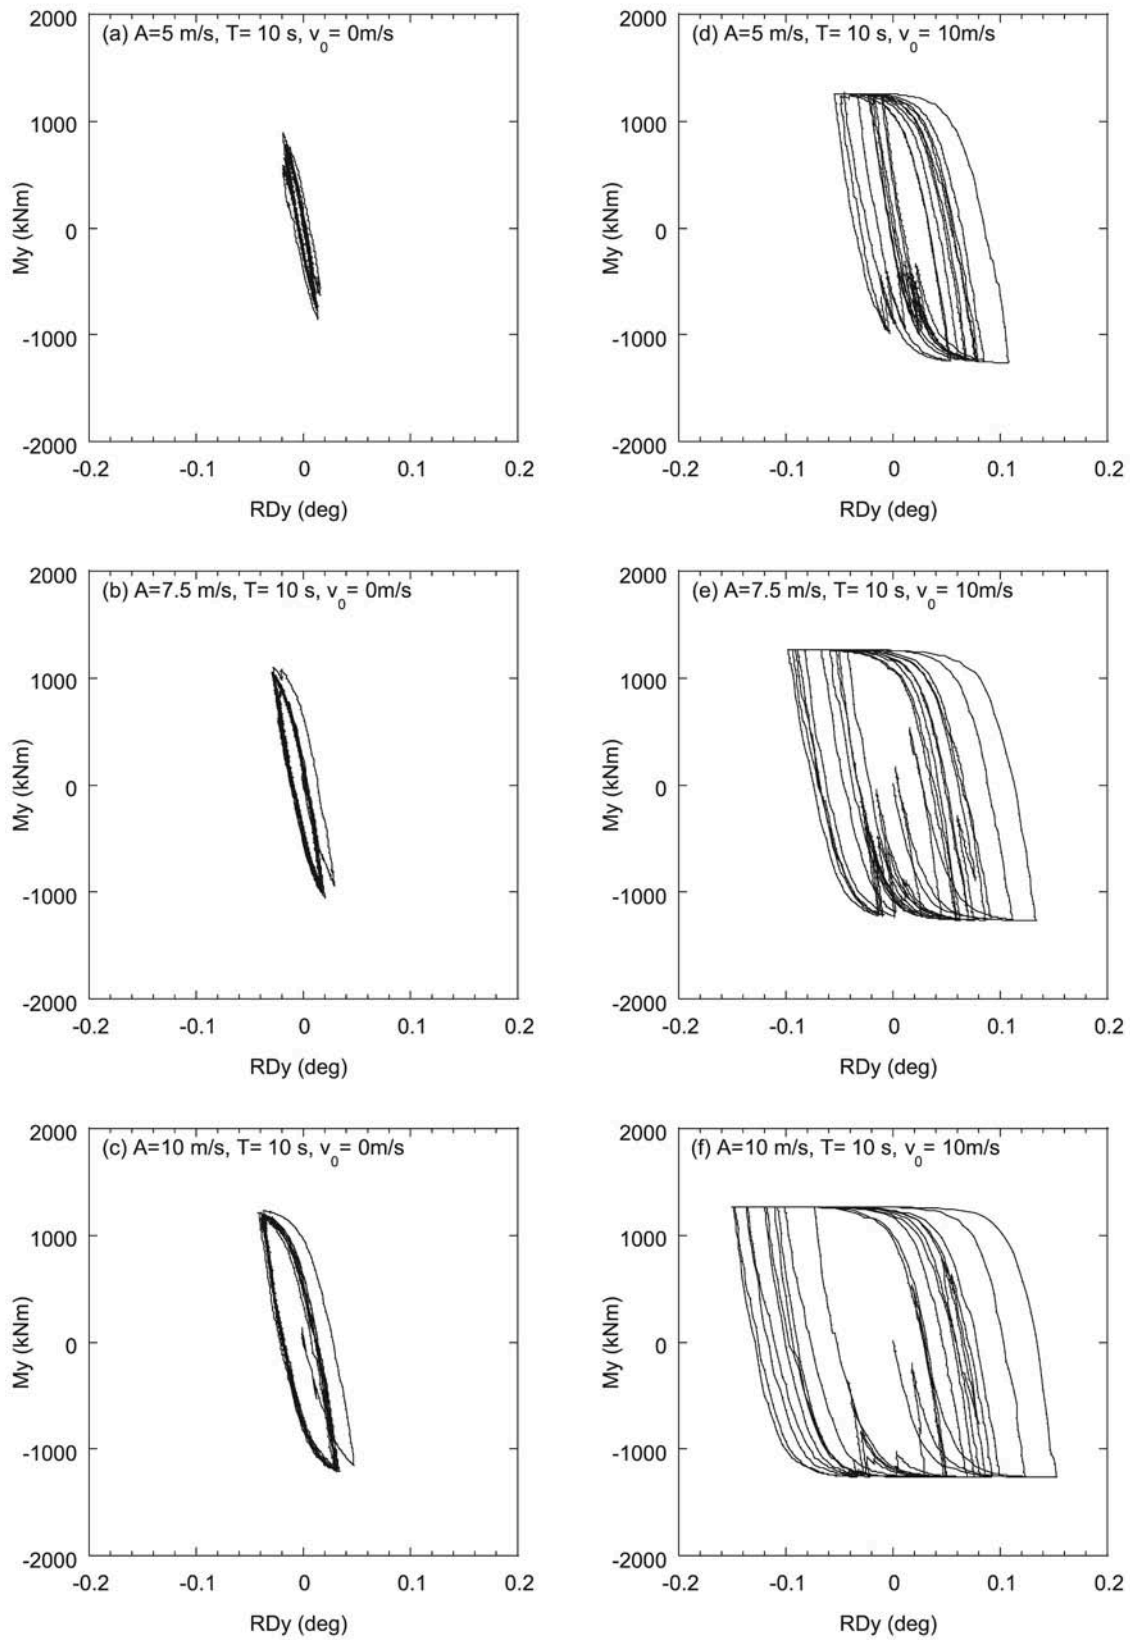 (a) A=5 m/s, T= 10 s, v0= 0m/s
2000
1000
0
-1000
-2000
My (kNm)
-0.2 -0.1 0 0.1 0.2
RDy (deg)
(d) A=5 m/s, T= 10 s, v0= 10m/s
2000
1000
0
-1000
-2000
My (kNm)
-0.2 -0.1 0 0.1 0.2
RDy (deg)
(b) A=7.5 m/s, T= 10 s, v0= 0m/s
2000
1000
0
-1000
-2000
My (kNm)
-0.2 -0.1 0 0.1 0.2
RDy (deg)
(e) A=7.5 m/s, T= 10 s, v0= 10m/s
2000
1000
0
-1000
-2000
My (kNm)
-0.2 -0.1 0 0.1 0.2
RDy (deg)
(c) A=10 m/s, T= 10 s, v0= 0m/s
2000
1000
0
-1000
-2000
My (kNm)
-0.2 -0.1 0 0.1 0.2
RDy (deg)
(f) A=10 m/s, T= 10 s, v0= 10m/s
2000
1000
0
-1000
-2000
My (kNm)
-0.2 -0.1 0 0.1 0.2
RDy (deg)